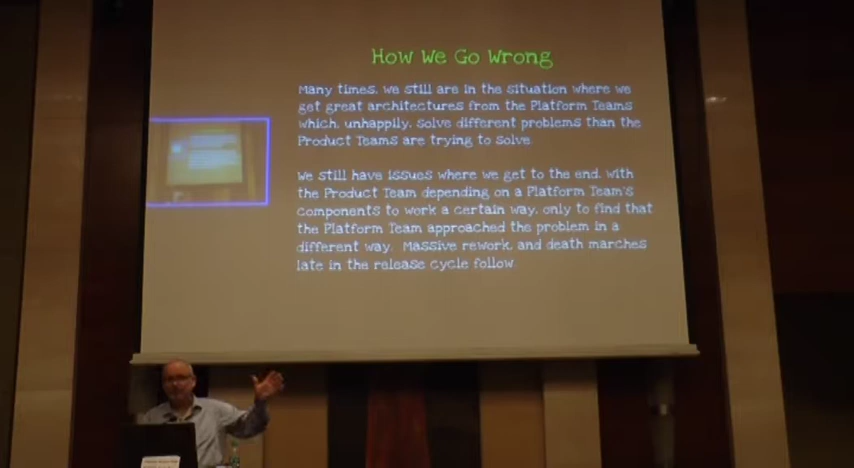 How We Go Wrong
Many times, we still are in the situation where we
get great architectures from the Platform Teams
which, unhappily, solve different problems than the
Product Teams are trying to solve
We still have issues where we get to the end, with
the Product Team depending on a Platform Team's
components to work a certain way, only to find that
the Platform Team approached the problem in a
different way. Massive rework, and death marches
late in the release cycle follow